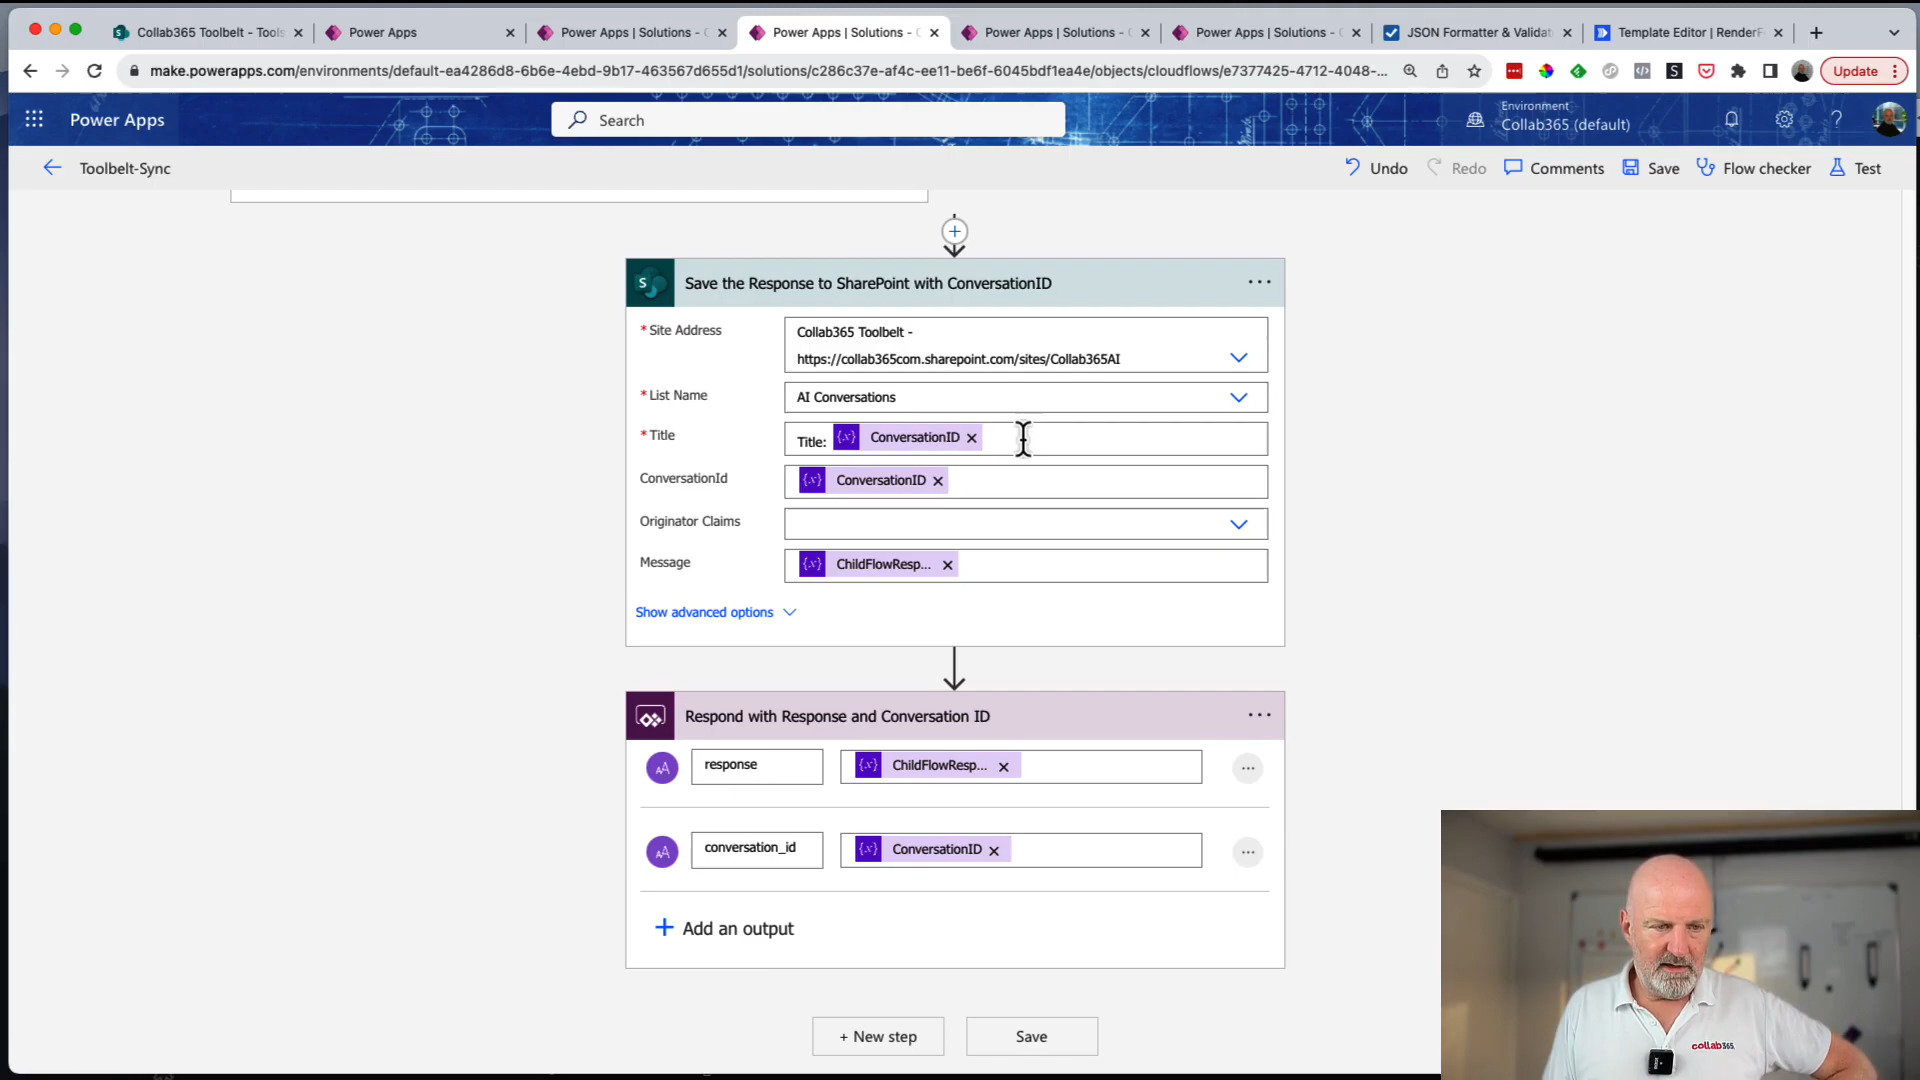 Collab365 Toolbelt - Tools
Power Apps
Power Apps | Solutions - C
Power Apps | Solutions - C
Power Apps | Solutions - C
Power Apps | Solutions - C
JSON Formatter & Validat
Template Editor | RenderF
make.powerapps.com/environments/default-ea4286d8-6b6e-4ebd-9b17-463567d655d1/solutions/c286c37e-af4c-ee11-be6f-6045bdf1ea4e/objects/cloudflows/e7377425-4712-4048-...
Update
Power Apps
Search
Environment
Collab365 (default)
Toolbelt-Sync
Undo
Redo
Comments
Save
Flow checker
Test
Save the Response to SharePoint with ConversationID
* Site Address
Collab365 Toolbelt -
https://collab365com.sharepoint.com/sites/Collab365AI
* List Name
AI Conversations
* Title
Title: ConversationID
ConversationId
ConversationID
Originator Claims
Message
ChildFlowResp...
Show advanced options
Respond with Response and Conversation ID
response
ChildFlowResp...
conversation_id
ConversationID
Add an output
+ New step
Save
collab365